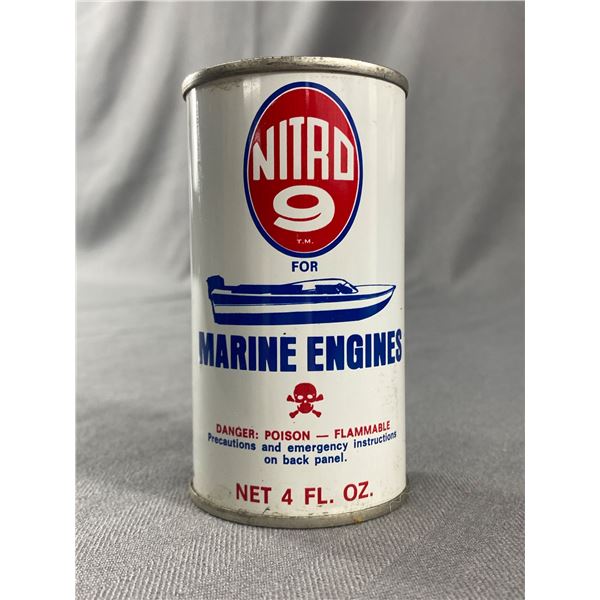 NITRO
9
T.M.
FOR
MARINE ENGINES
DANGER: POISON — FLAMMABLE
Precautions and emergency instructions
on back panel.
NET 4 FL. OZ.